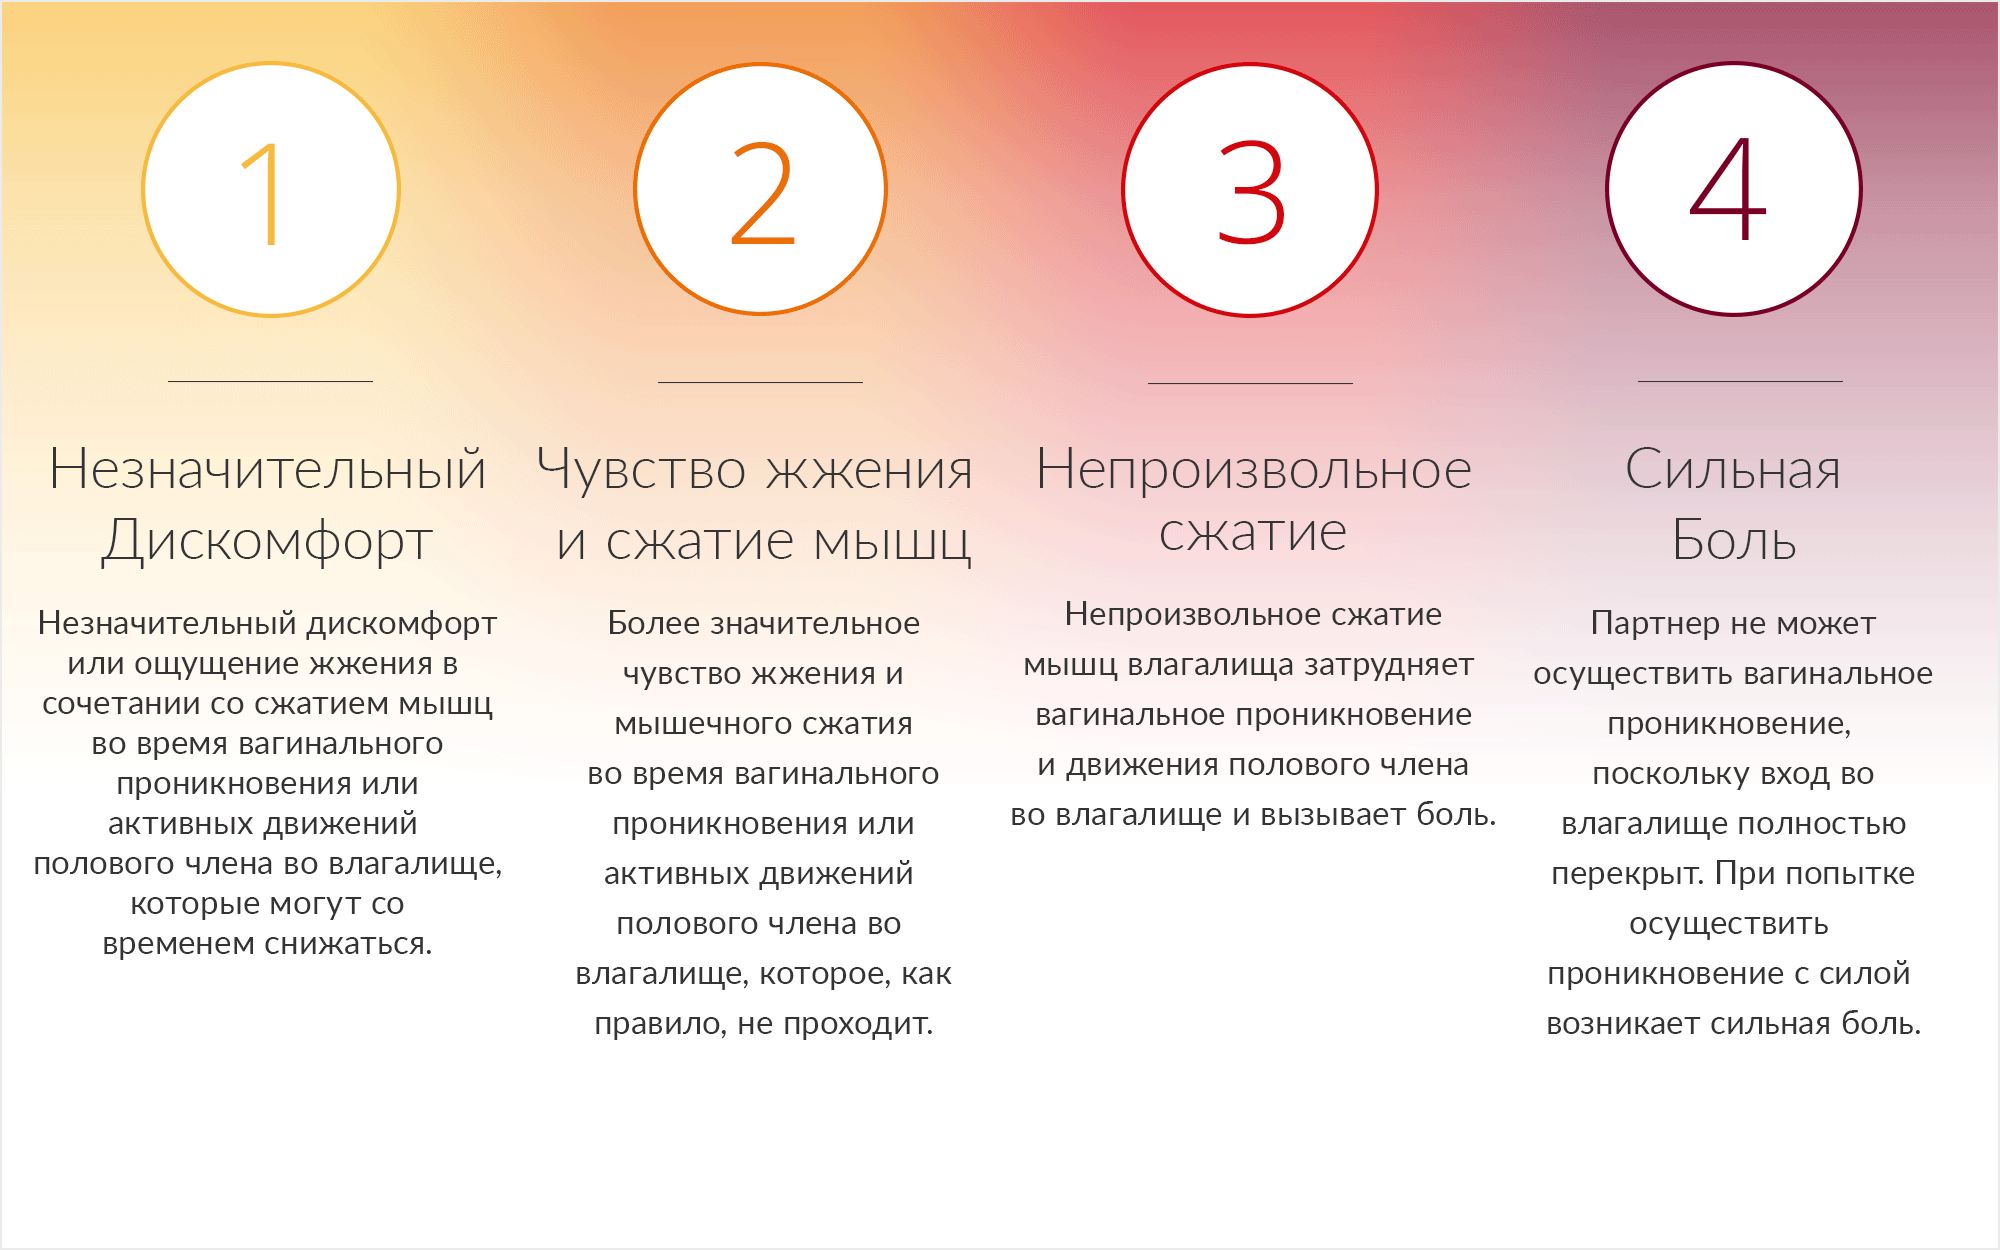 1
Незначительный
Дискомфорт
Незначительный дискомфорт
или ощущение жжения в
сочетании со сжатием мышц
во время вагинального
проникновения или
активных движений
полового члена во влагалище,
которые могут со
временем снижаться.
2
Чувство жжения
и сжатие мышц
Более значительное
чувство жжения и
мышечного сжатия
во время вагинального
проникновения или
активных движений
полового члена во
влагалище, которое, как
правило, не проходит.
3
Непроизвольное
сжатие
Непроизвольное сжатие
мышц влагалища затрудняет
вагинальное проникновение
и движения полового члена
во влагалище и вызывает боль.
4
Сильная
Боль
Партнер не может
осуществить вагинальное
проникновение,
поскольку вход во
влагалище полностью
перекрыт. При попытке
осуществить
проникновение с силой
возникает сильная боль.